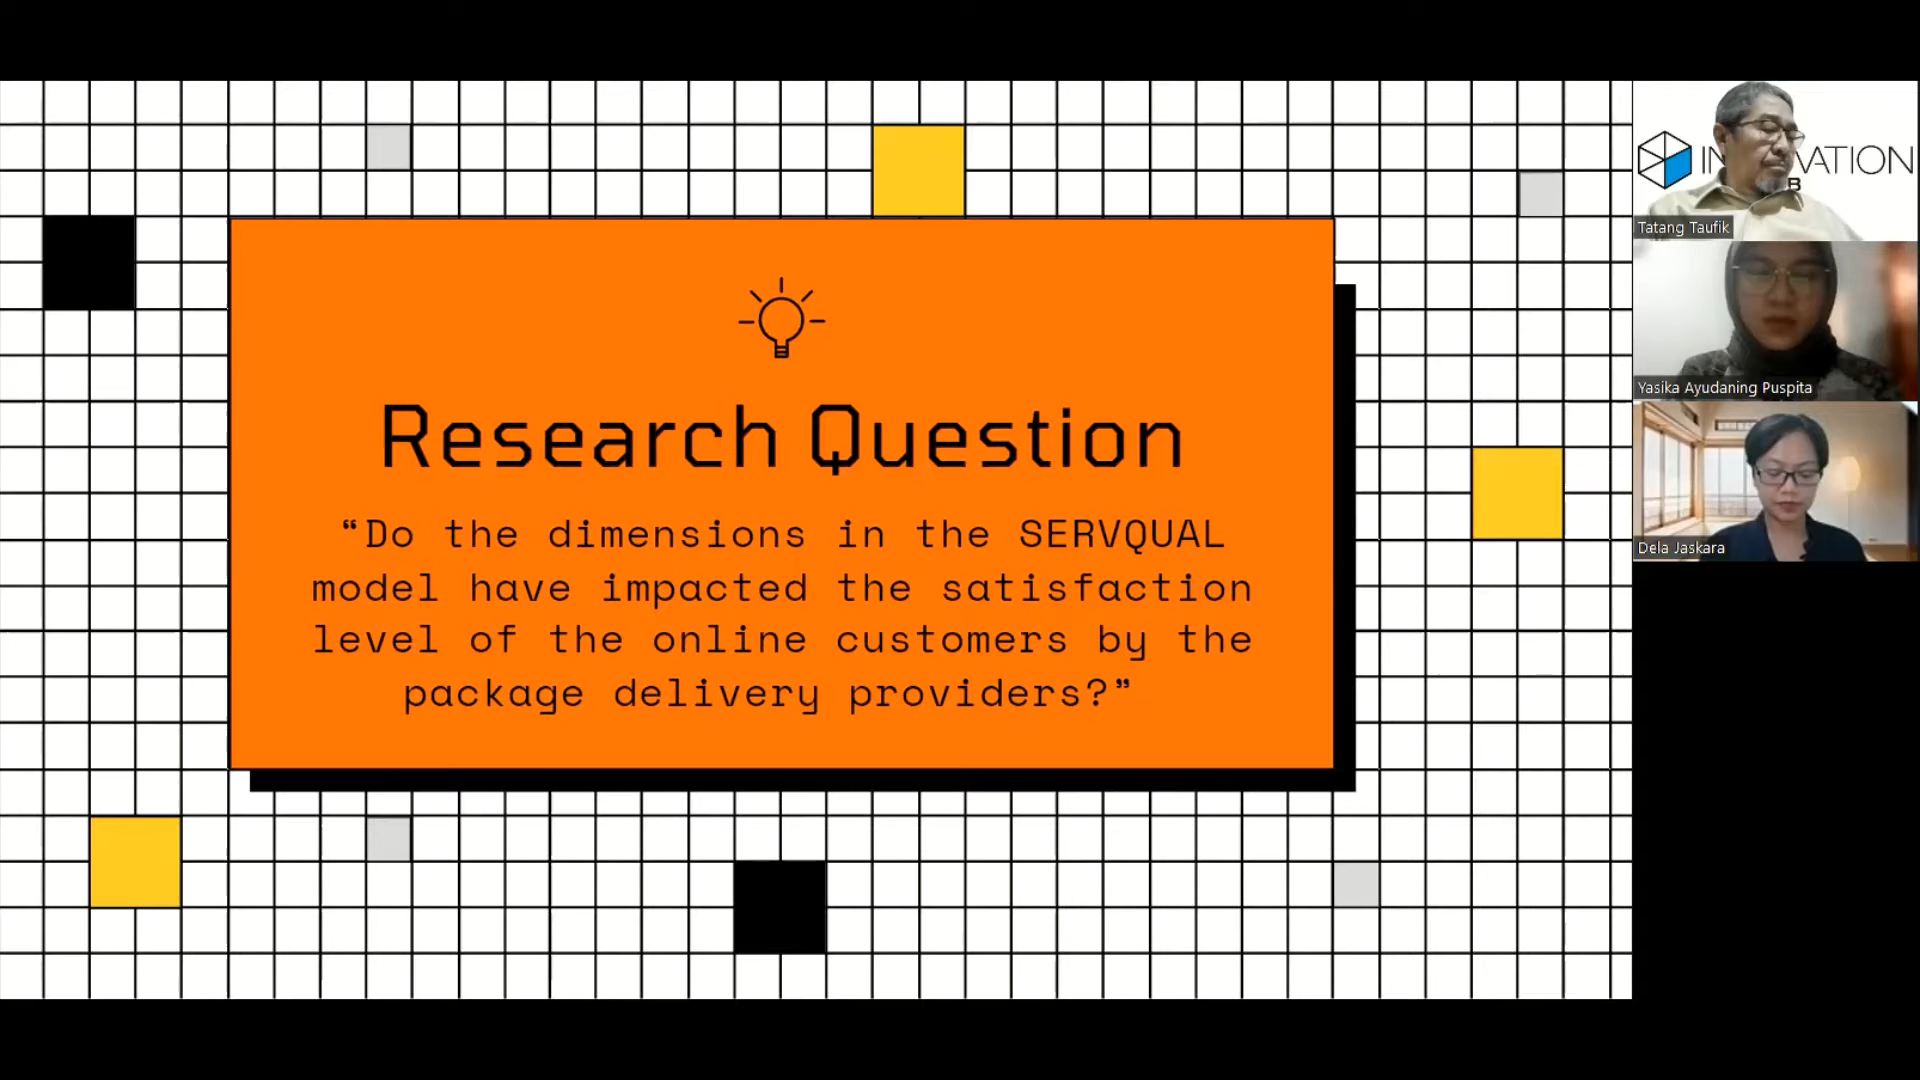 Research Question
“Do the dimensions in the SERVQUAL
model have impacted the satisfaction
level of the online customers by the
package delivery providers?”
Tatang Taufik
Yasika Ayudaning Puspita
Dela Jaskara